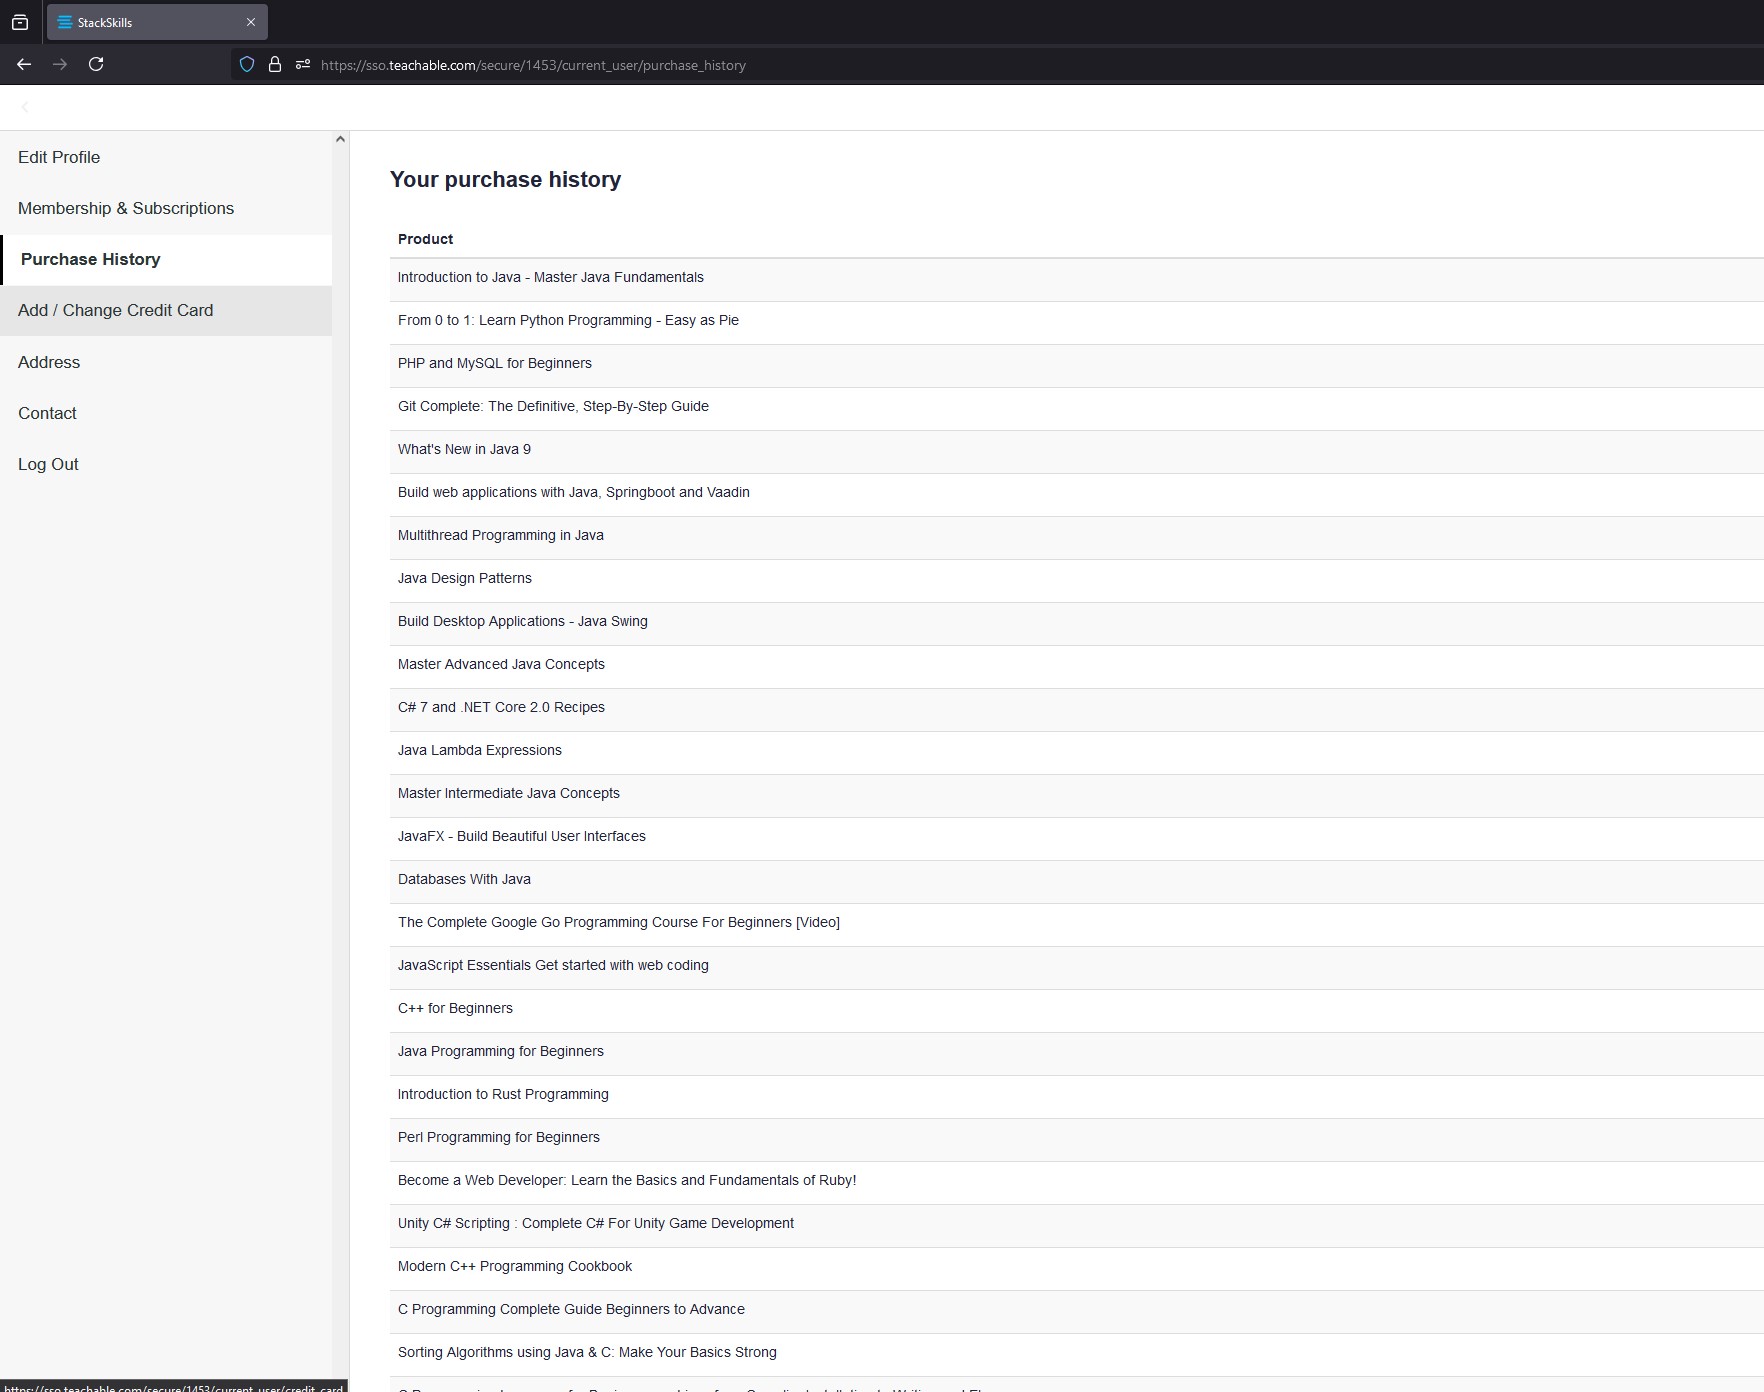 StackSkills
https://sso.teachable.com/secure/1453/current_user/purchase_history
Edit Profile
Membership & Subscriptions
Purchase History
Add / Change Credit Card
Address
Contact
Log Out
Your purchase history
Product
Introduction to Java - Master Java Fundamentals
From 0 to 1: Learn Python Programming - Easy as Pie
PHP and MySQL for Beginners
Git Complete: The Definitive, Step-By-Step Guide
What's New in Java 9
Build web applications with Java, Springboot and Vaadin
Multithread Programming in Java
Java Design Patterns
Build Desktop Applications - Java Swing
Master Advanced Java Concepts
C# 7 and .NET Core 2.0 Recipes
Java Lambda Expressions
Master Intermediate Java Concepts
JavaFX - Build Beautiful User Interfaces
Databases With Java
The Complete Google Go Programming Course For Beginners [Video]
JavaScript Essentials Get started with web coding
C++ for Beginners
Java Programming for Beginners
Introduction to Rust Programming
Perl Programming for Beginners
Become a Web Developer: Learn the Basics and Fundamentals of Ruby!
Unity C# Scripting : Complete C# For Unity Game Development
Modern C++ Programming Cookbook
C Programming Complete Guide Beginners to Advance
Sorting Algorithms using Java & C: Make Your Basics Strong
https://sso.teachable.com/secure/1453/current_user/credit_card